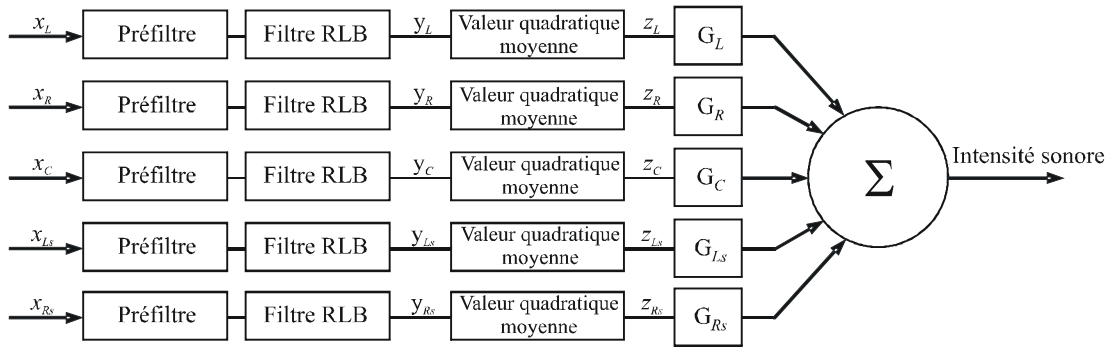 x_L Préfiltre Filtre RLB y_L Valeur quadratique moyenne z_L G_L
x_R Préfiltre Filtre RLB y_R Valeur quadratique moyenne z_R G_R
x_C Préfiltre Filtre RLB y_C Valeur quadratique moyenne z_C G_C
Σ
Intensité sonore
x_Ls Préfiltre Filtre RLB y_Ls Valeur quadratique moyenne z_Ls G_Ls
x_Rs Préfiltre Filtre RLB y_Rs Valeur quadratique moyenne z_Rs G_Rs